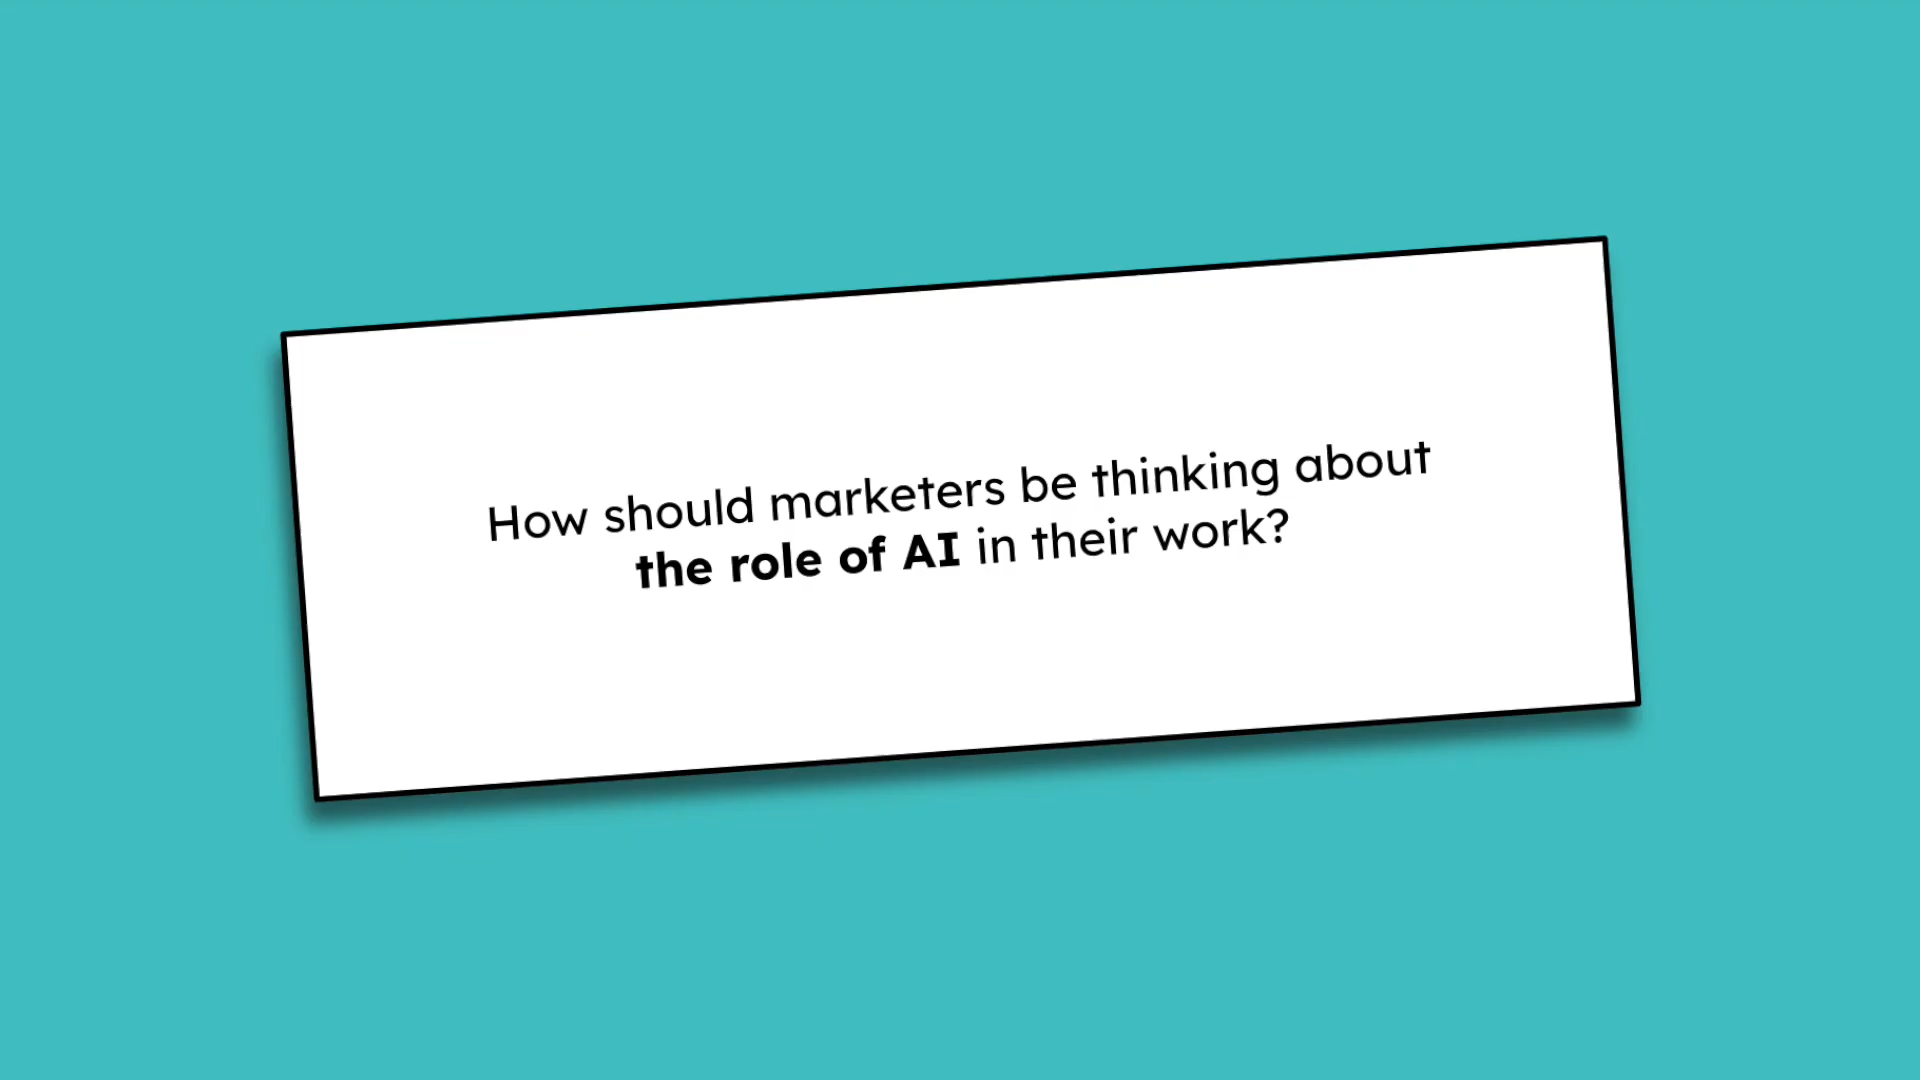 How should marketers be thinking about
the role of AI in their work?